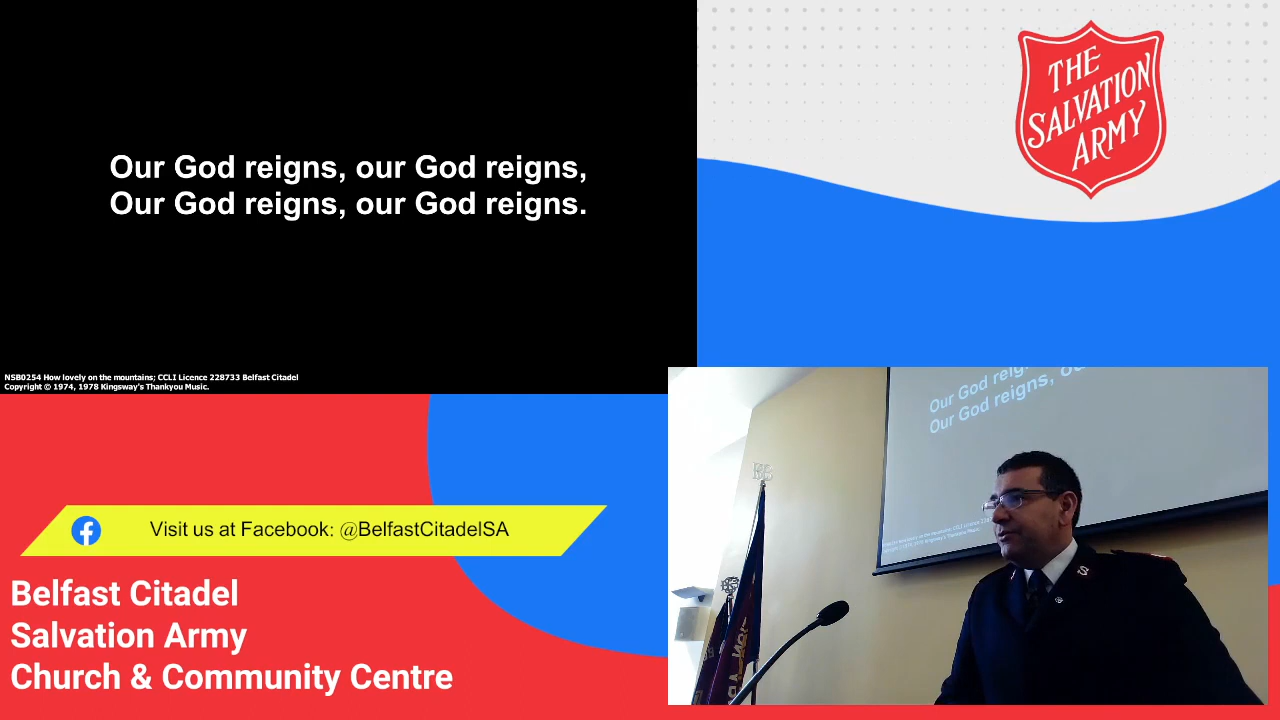 Our God reigns, our God reigns,
Our God reigns, our God reigns.
NSB0254 How lovely on the mountains; CCLI Licence 228733 Belfast Citadel
Copyright © 1974, 1978 Kingsway's Thankyou Music.
THE
SALVATION
ARMY
Visit us at Facebook: @BelfastCitadelSA
Belfast Citadel
Salvation Army
Church & Community Centre
Our God reig
Our God reigns, ou